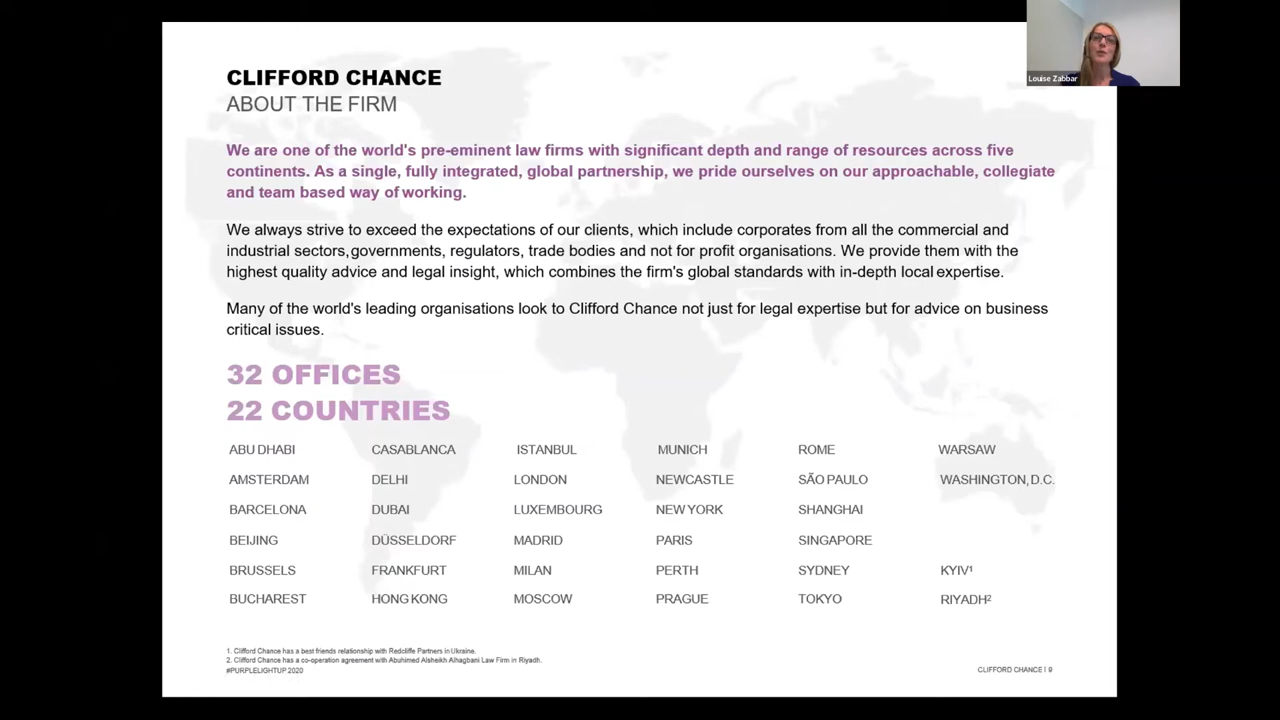 Louise Zabbar
CLIFFORD CHANCE
ABOUT THE FIRM
We are one of the world's pre-eminent law firms with significant depth and range of resources across five
continents. As a single, fully integrated, global partnership, we pride ourselves on our approachable, collegiate
and team based way of working.
We always strive to exceed the expectations of our clients, which include corporates from all the commercial and
industrial sectors, governments, regulators, trade bodies and not for profit organisations. We provide them with the
highest quality advice and legal insight, which combines the firm's global standards with in-depth local expertise.
Many of the world's leading organisations look to Clifford Chance not just for legal expertise but for advice on business
critical issues.
32 OFFICES
22 COUNTRIES
ABU DHABI CASABLANCA ISTANBUL MUNICH ROME WARSAW
AMSTERDAM DELHI LONDON NEWCASTLE SÃO PAULO WASHINGTON, D.C.
BARCELONA DUBAI LUXEMBOURG NEW YORK SHANGHAI
BEIJING DÜSSELDORF MADRID PARIS SINGAPORE
BRUSSELS FRANKFURT MILAN PERTH SYDNEY KYIV¹
BUCHAREST HONG KONG MOSCOW PRAGUE TOKYO RIYADH²
1. Clifford Chance has a best friends relationship with Redcliffe Partners in Ukraine.
2. Clifford Chance has a co-operation agreement with Abuhimed Alsheikh Alhagbani Law Firm in Riyadh.
#PURPLELIGHTUP 2020
CLIFFORD CHANCE | 9